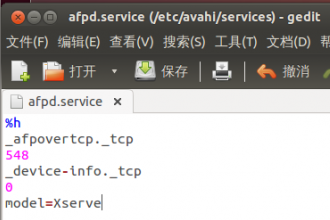 afpd.service (/etc/avahi/services) - gedit
文件(F) 编辑(E) 查看(V) 搜索(S) 工具(T) 文档(D)
打开 保存 撤消
afpd.service
%h
_afpovertcp._tcp
548
_device-info._tcp
0
model=Xserve